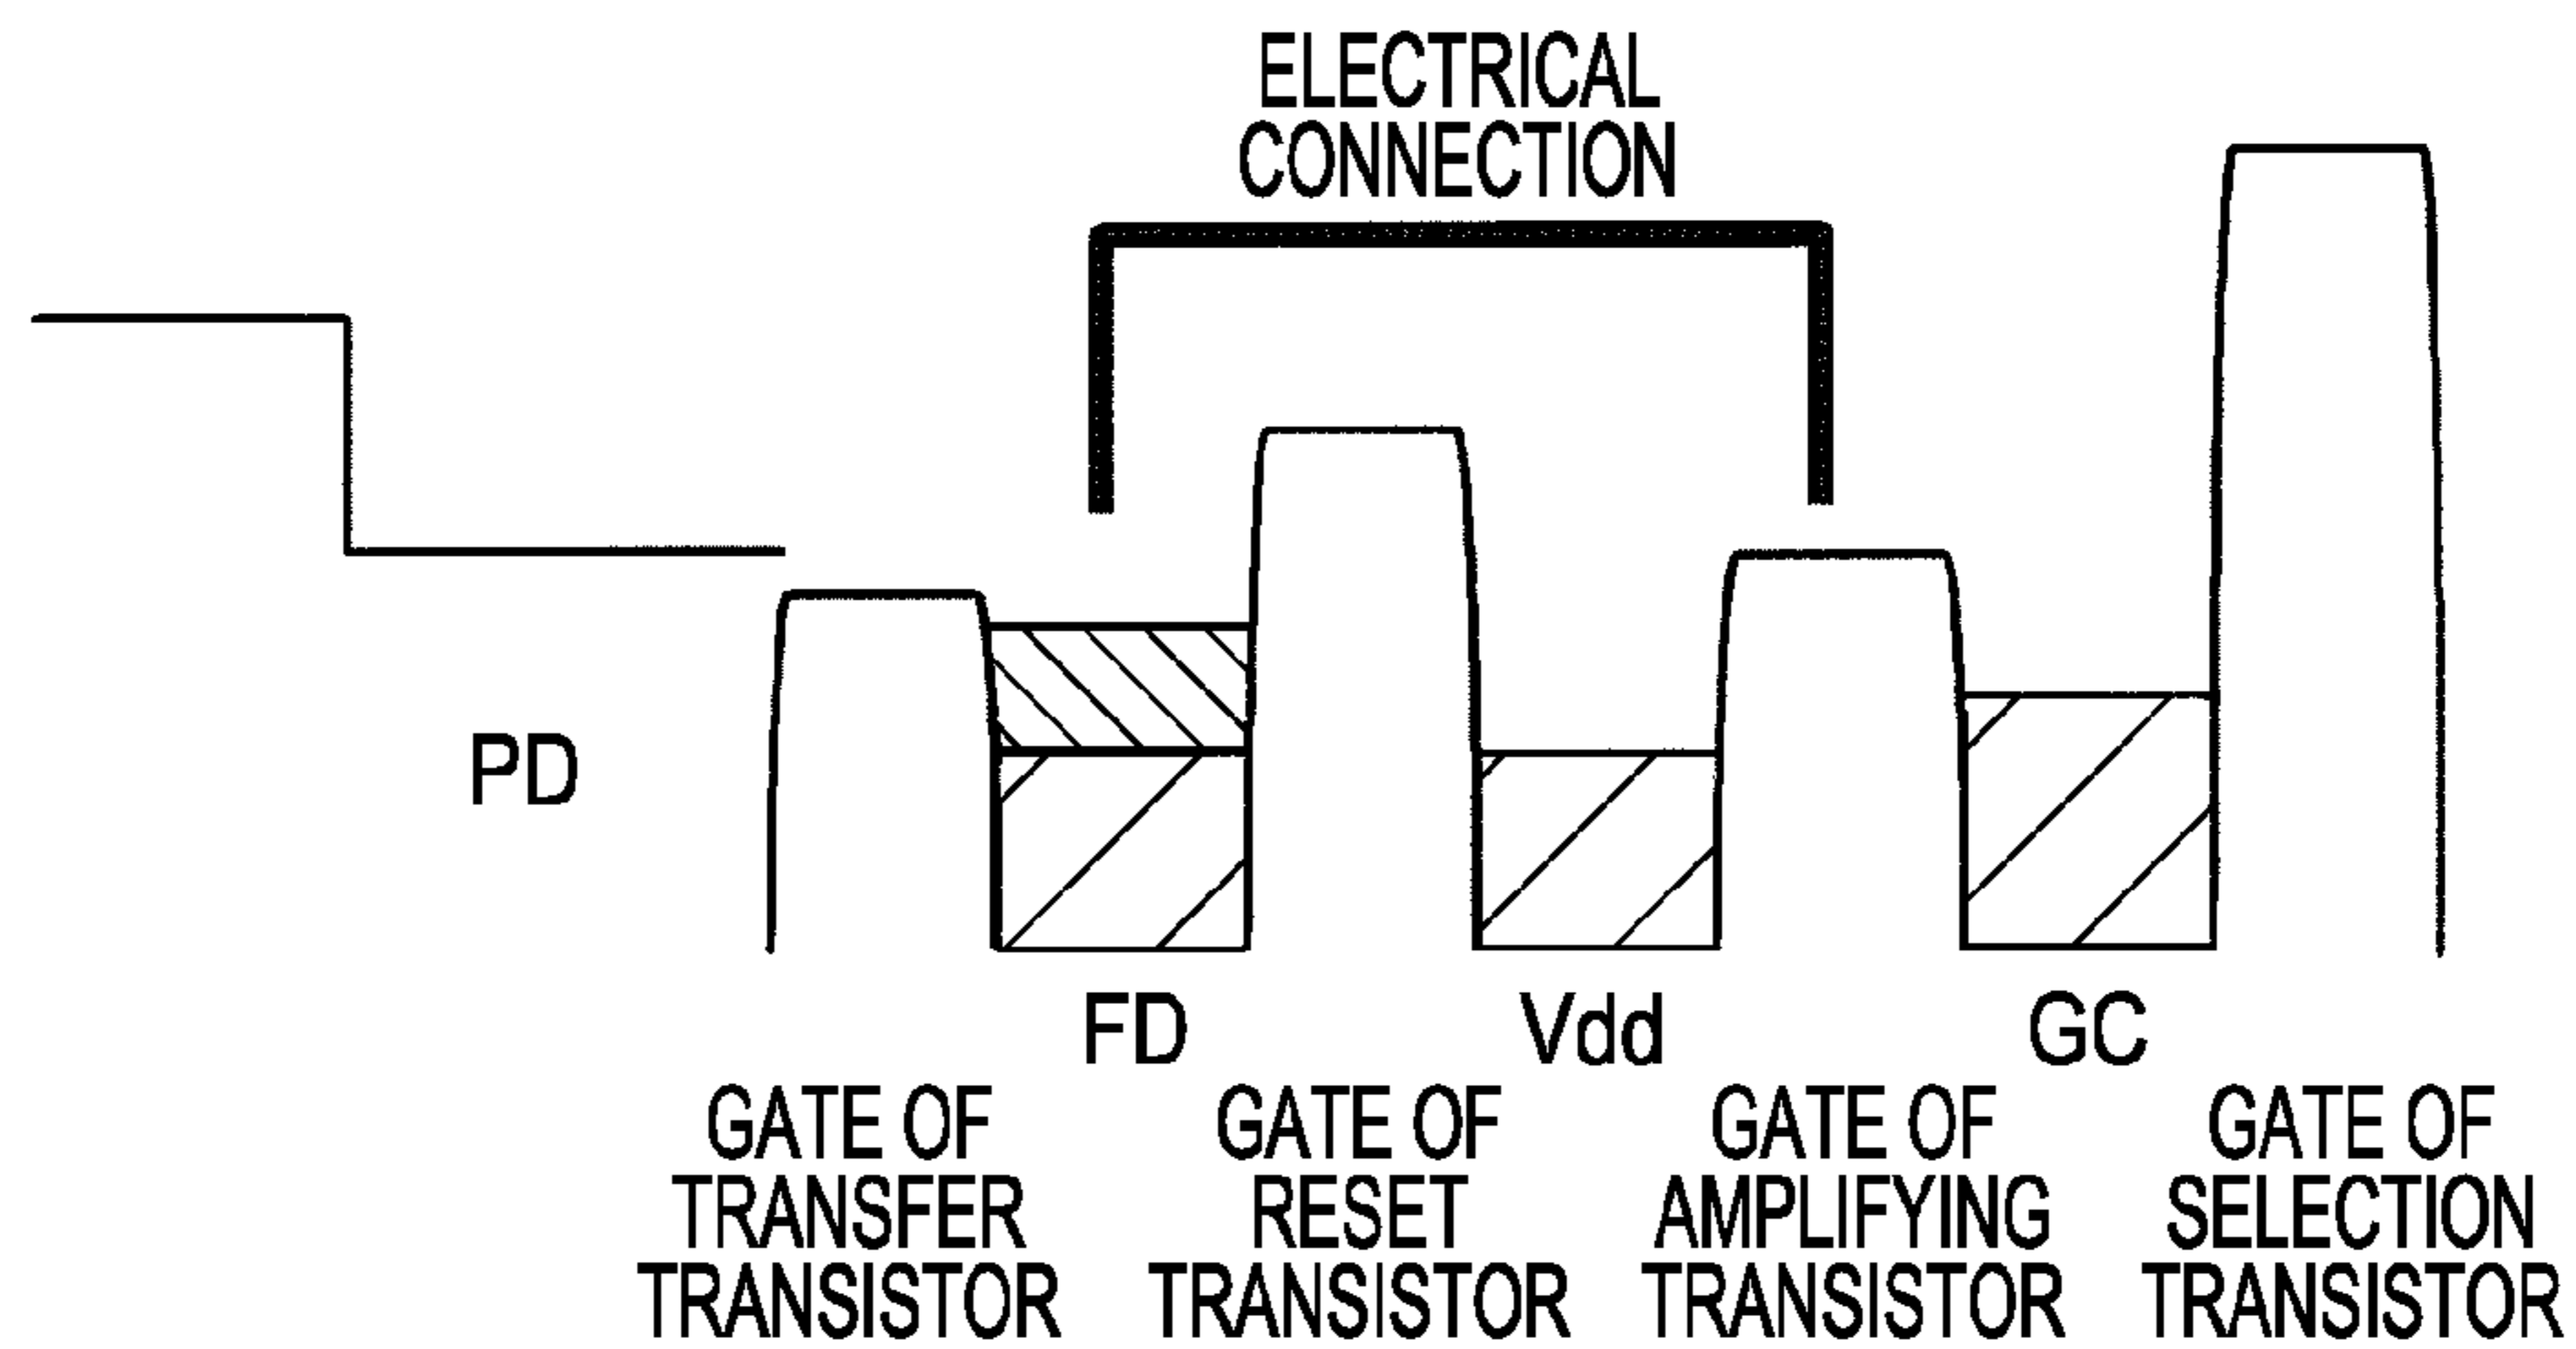 ELECTRICAL
CONNECTION
PD
FD
Vdd
GC
GATE OF
TRANSFER
TRANSISTOR
GATE OF
RESET
TRANSISTOR
GATE OF
AMPLIFYING
TRANSISTOR
GATE OF
SELECTION
TRANSISTOR